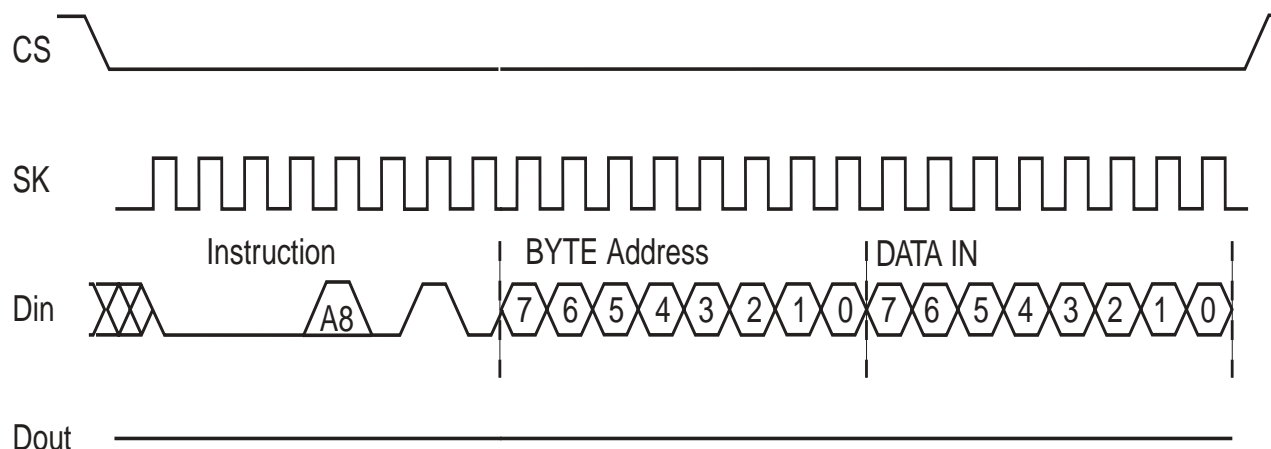 CS
SK
Instruction BYTE Address DATA IN
Din A8 7 6 5 4 3 2 1 0 7 6 5 4 3 2 1 0
Dout